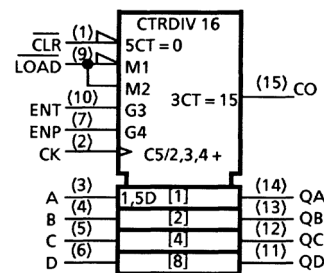 CTRDIV 16
CLR (1) 5CT = 0
LOAD (9) M1
M2
3CT = 15 (15) CO
ENT (10) G3
ENP (7) G4
CK (2) C5/2,3,4 +
A (3) 1,5D [1] (14) QA
B (4) [2] (13) QB
C (5) [4] (12) QC
D (6) [8] (11) QD